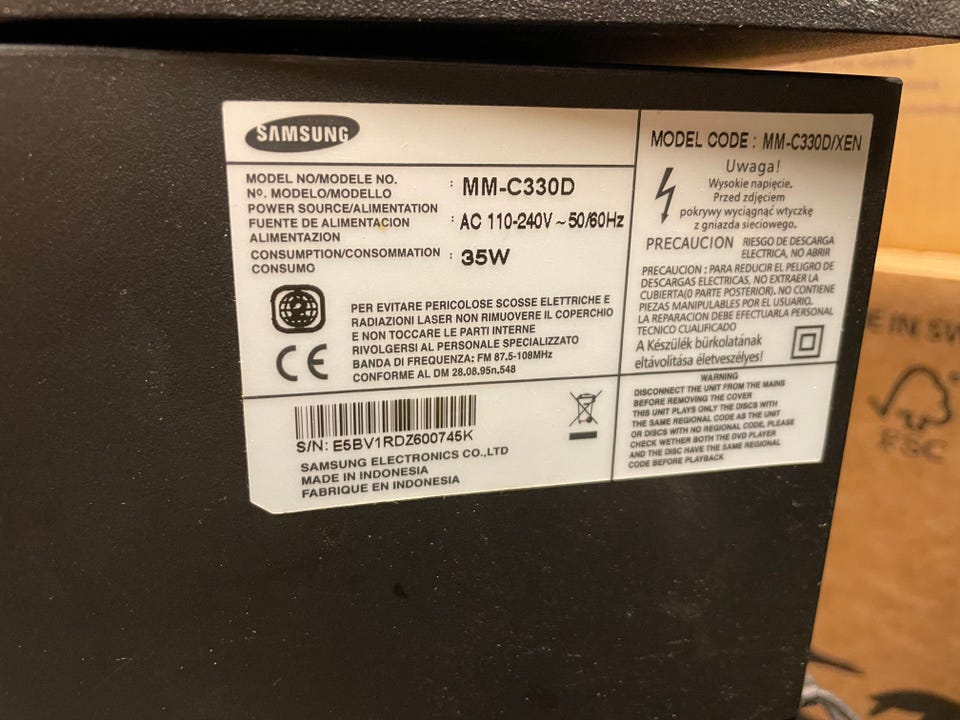 SAMSUNG
MODEL NO/MODELE NO.
Nº. MODELO/MODELLO
: MM-C330D
POWER SOURCE/ALIMENTATION
FUENTE DE ALIMENTACION
ALIMENTAZION
: AC 110-240V ~ 50/60Hz
CONSUMPTION/CONSOMMATION
CONSUMO
: 35W
2
PER EVITARE PERICOLOSE SCOSSE ELETTRICHE E
RADIAZIONI LASER NON RIMUOVERE IL COPERCHIO
E NON TOCCARE LE PARTI INTERNE
RIVOLGERSI AL PERSONALE SPECIALIZZATO
BANDA DI FREQUENZA: FM 87.5-108MHz
CONFORME AL DM 28.08.95n.548
CE
S/N: E5BV1RDZ600745K
SAMSUNG ELECTRONICS CO.,LTD
MADE IN INDONESIA
FABRIQUE EN INDONESIA
MODEL CODE : MM-C330D/XEN
Uwaga!
Wysokie napięcie.
Przed zdjęciem
pokrywy wyciągnąć wtyczkę
z gniazda sieciowego.
PRECAUCION RIESGO DE DESCARGA
ELECTRICA, NO ABRIR
PRECAUCION : PARA REDUCIR EL PELIGRO DE
DESCARGAS ELECTRICAS, NO EXTRAER LA
CUBIERTA(O PARTE POSTERIOR). NO CONTIENE
PIEZAS MANIPULABLES POR EL USUARIO.
LA REPARACION DEBE EFECTUARLA PERSONAL
TECNICO CUALIFICADO
A Készülék bürkolatának
eltávolitása életveszélyes!
WARNING
DISCONNECT THE UNIT FROM THE MAINS
BEFORE REMOVING THE COVER
THIS UNIT PLAYS ONLY THE DISCS WITH
THE SAME REGIONAL CODE AS THE UNIT
OR DISCS WITH NO REGIONAL CODE. PLEASE
CHECK WETHER BOTH THE DVD PLAYER
AND THE DISC HAVE THE SAME REGIONAL
CODE BEFORE PLAYBACK
E IN SW
FSC